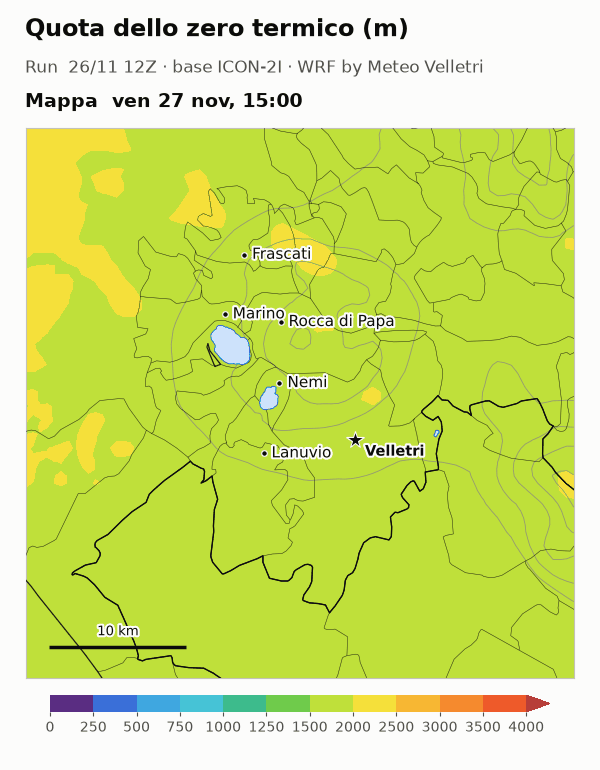 Quota dello zero termico (m)
Run  26/11 12Z · base ICON-2I · WRF by Meteo Velletri
Mappa  ven 27 nov, 15:00
Frascati
Marino
Rocca di Papa
Nemi
Velletri
Lanuvio
10 km
0 250 500 750 1000 1250 1500 2000 2500 3000 3500 4000